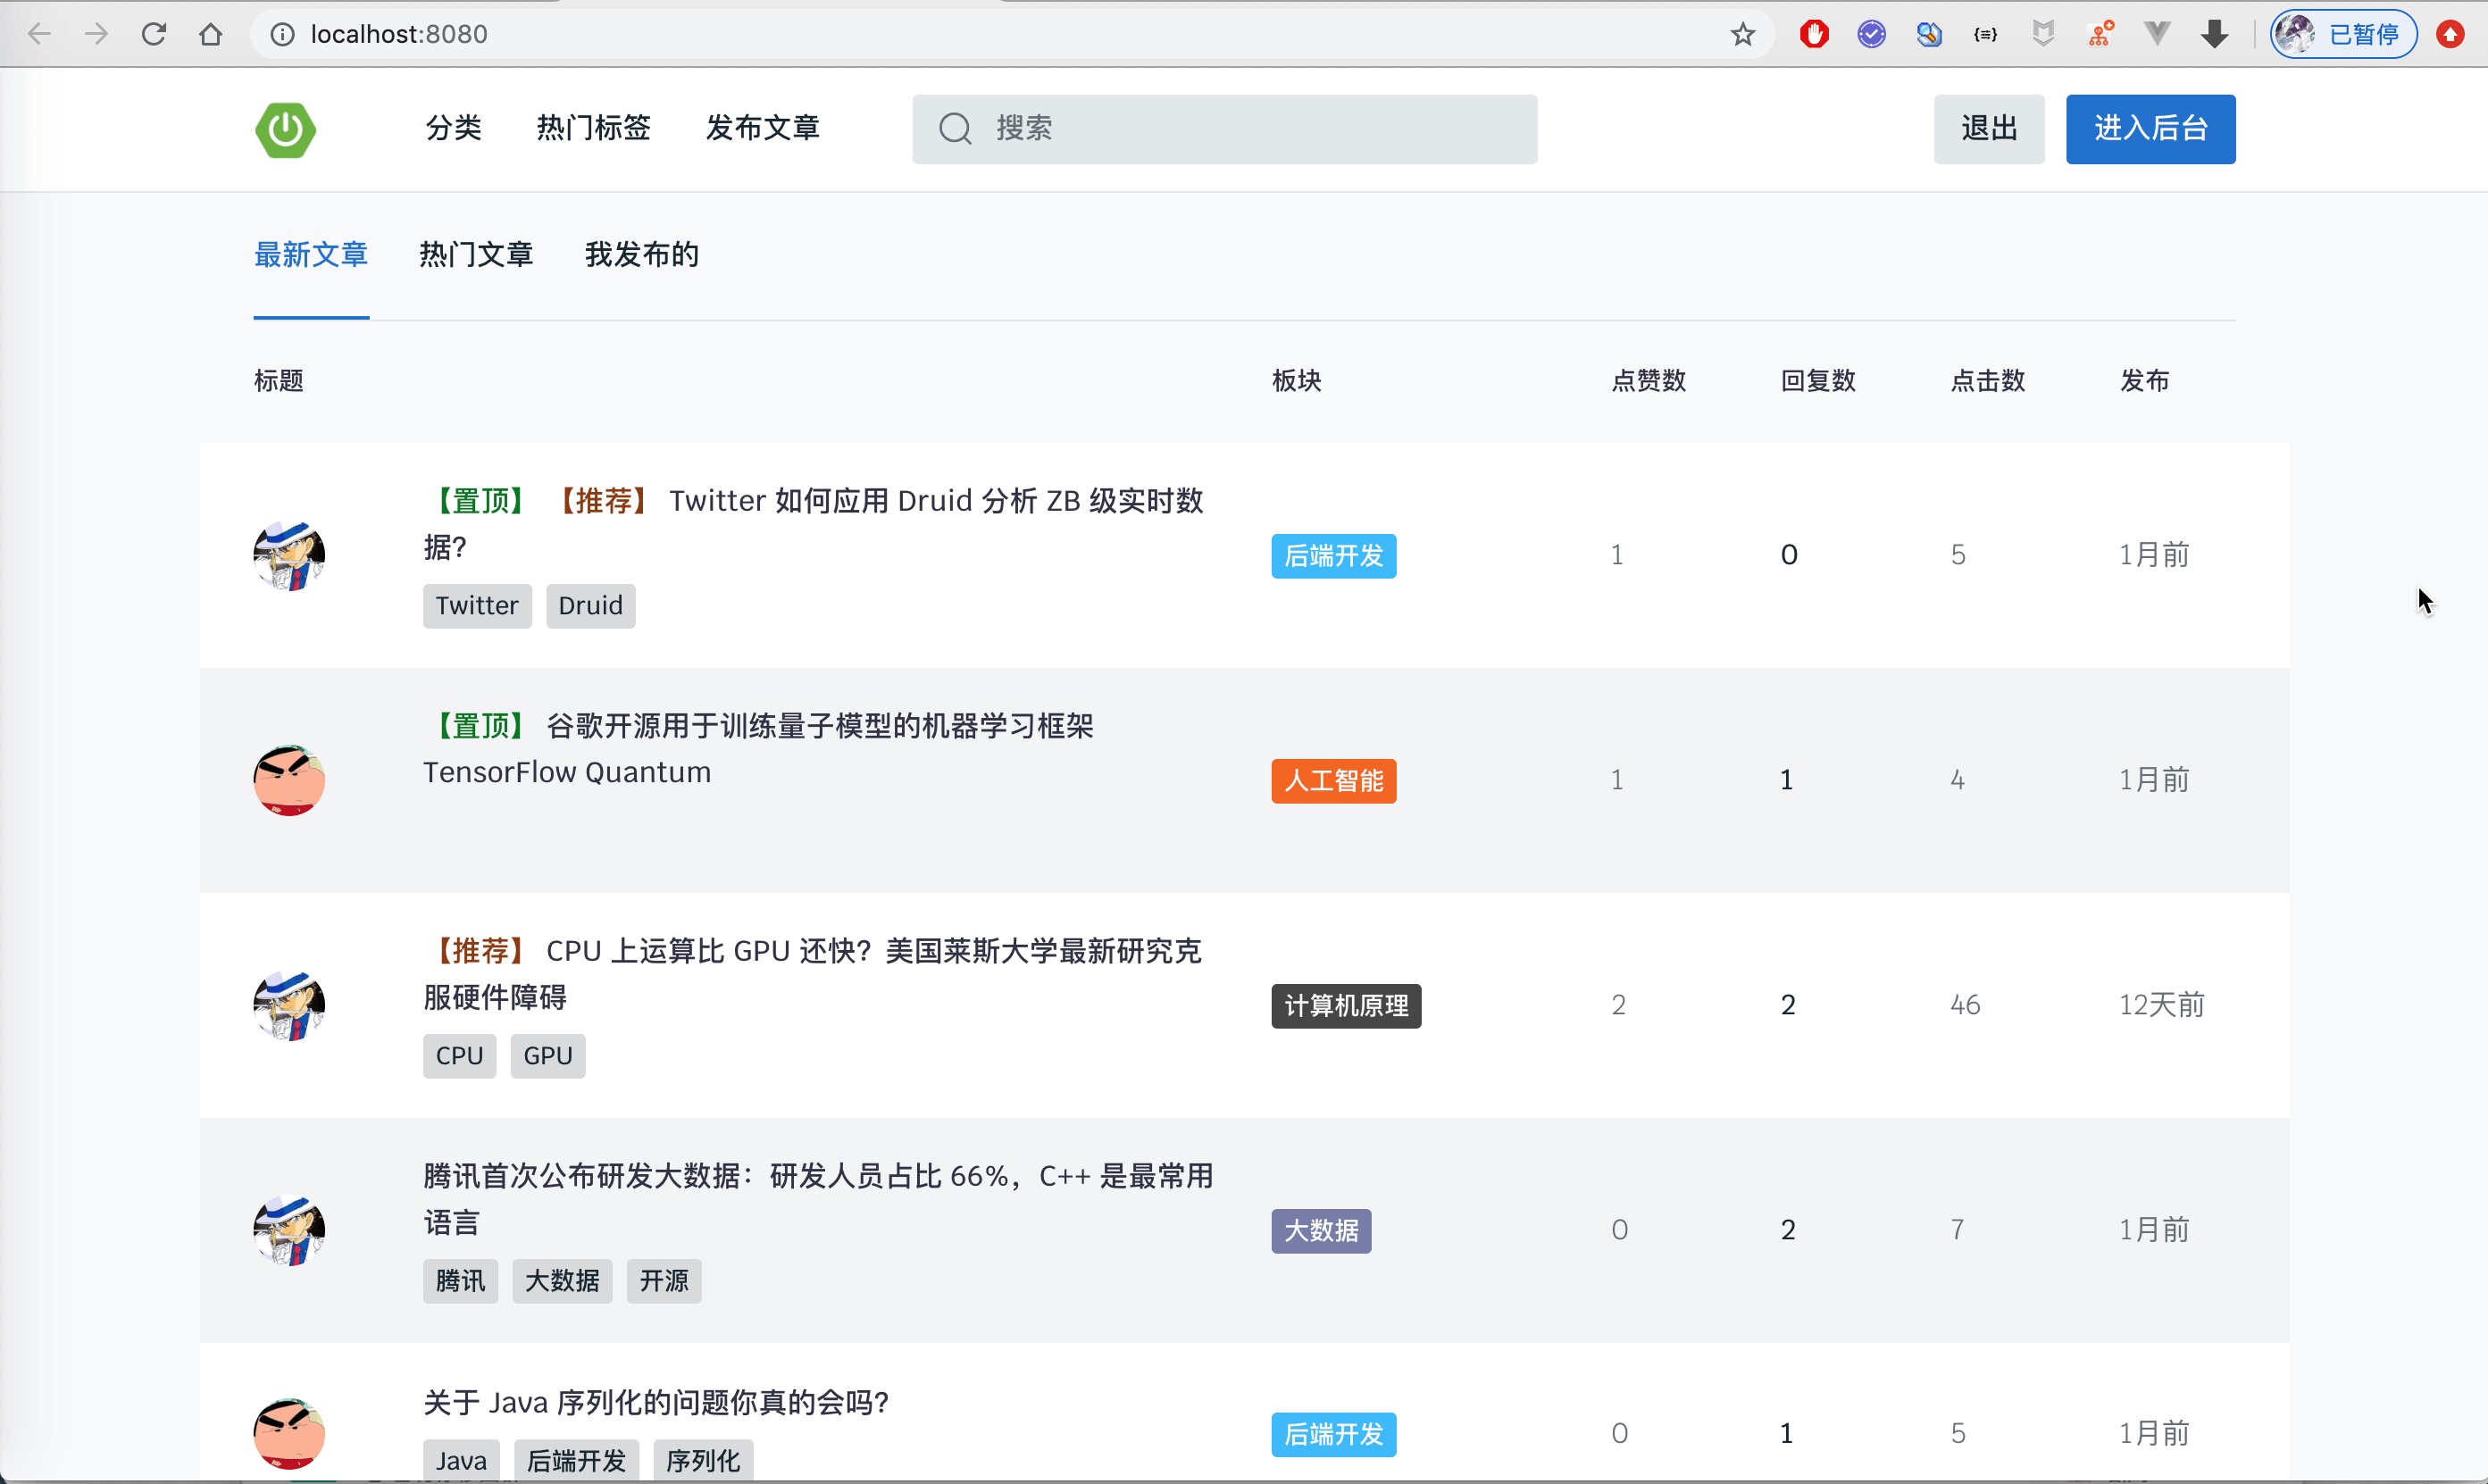 localhost:8080
已暂停
分类 热门标签 发布文章 搜索 退出 进入后台
最新文章 热门文章 我发布的
标题 板块 点赞数 回复数 点击数 发布
【置顶】 【推荐】 Twitter 如何应用 Druid 分析 ZB 级实时数
据?
Twitter Druid
后端开发 1 0 5 1月前
【置顶】 谷歌开源用于训练量子模型的机器学习框架
TensorFlow Quantum
人工智能 1 1 4 1月前
【推荐】 CPU 上运算比 GPU 还快? 美国莱斯大学最新研究克
服硬件障碍
CPU GPU
计算机原理 2 2 46 12天前
腾讯首次公布研发大数据：研发人员占比 66%，C++ 是最常用
语言
腾讯 大数据 开源
大数据 0 2 7 1月前
关于 Java 序列化的问题你真的会吗?
Java 后端开发 序列化
后端开发 0 1 5 1月前